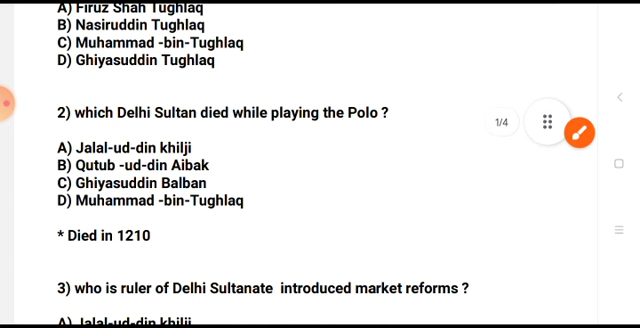 A) Firuz Shah Tughlaq
B) Nasiruddin Tughlaq
C) Muhammad -bin-Tughlaq
D) Ghiyasuddin Tughlaq
2) which Delhi Sultan died while playing the Polo ?
1/4
A) Jalal-ud-din khilji
B) Qutub -ud-din Aibak
C) Ghiyasuddin Balban
D) Muhammad -bin-Tughlaq
* Died in 1210
3) who is ruler of Delhi Sultanate introduced market reforms ?
A) Jalal-ud-din khilji